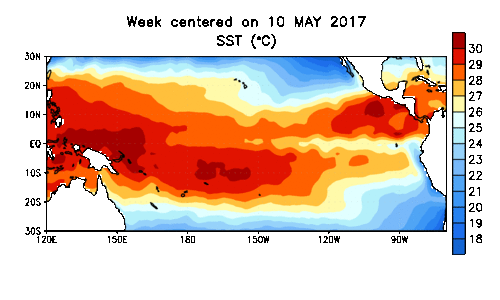 Week centered on 10 MAY 2017
SST (°C)
30N
20N
10N
EQ
10S
20S
30S
120E 150E 180 150W 120W 90W
30
29
28
27
26
25
24
23
22
21
20
19
18